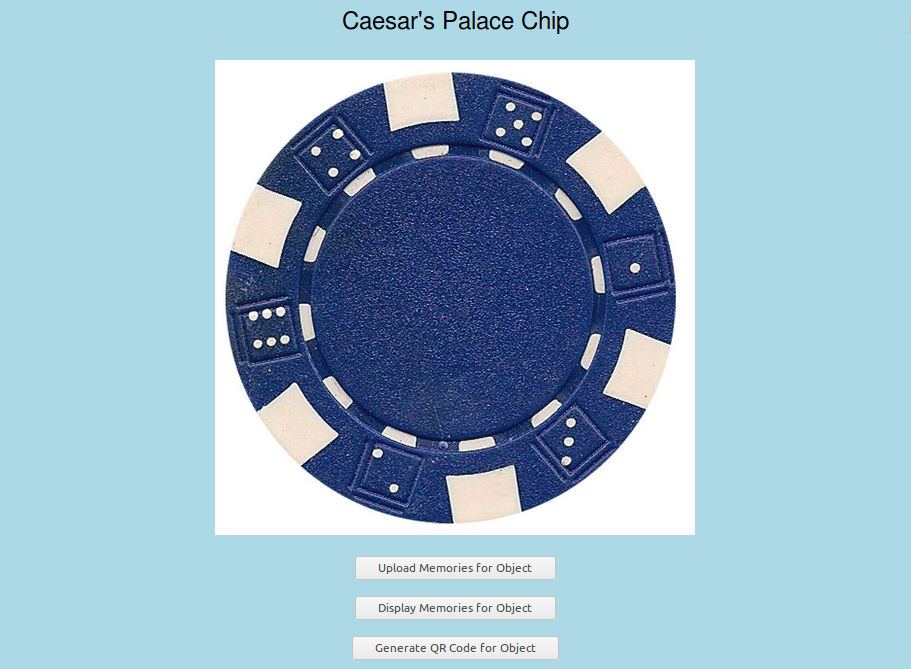 Caesar's Palace Chip
Upload Memories for Object
Display Memories for Object
Generate QR Code for Object